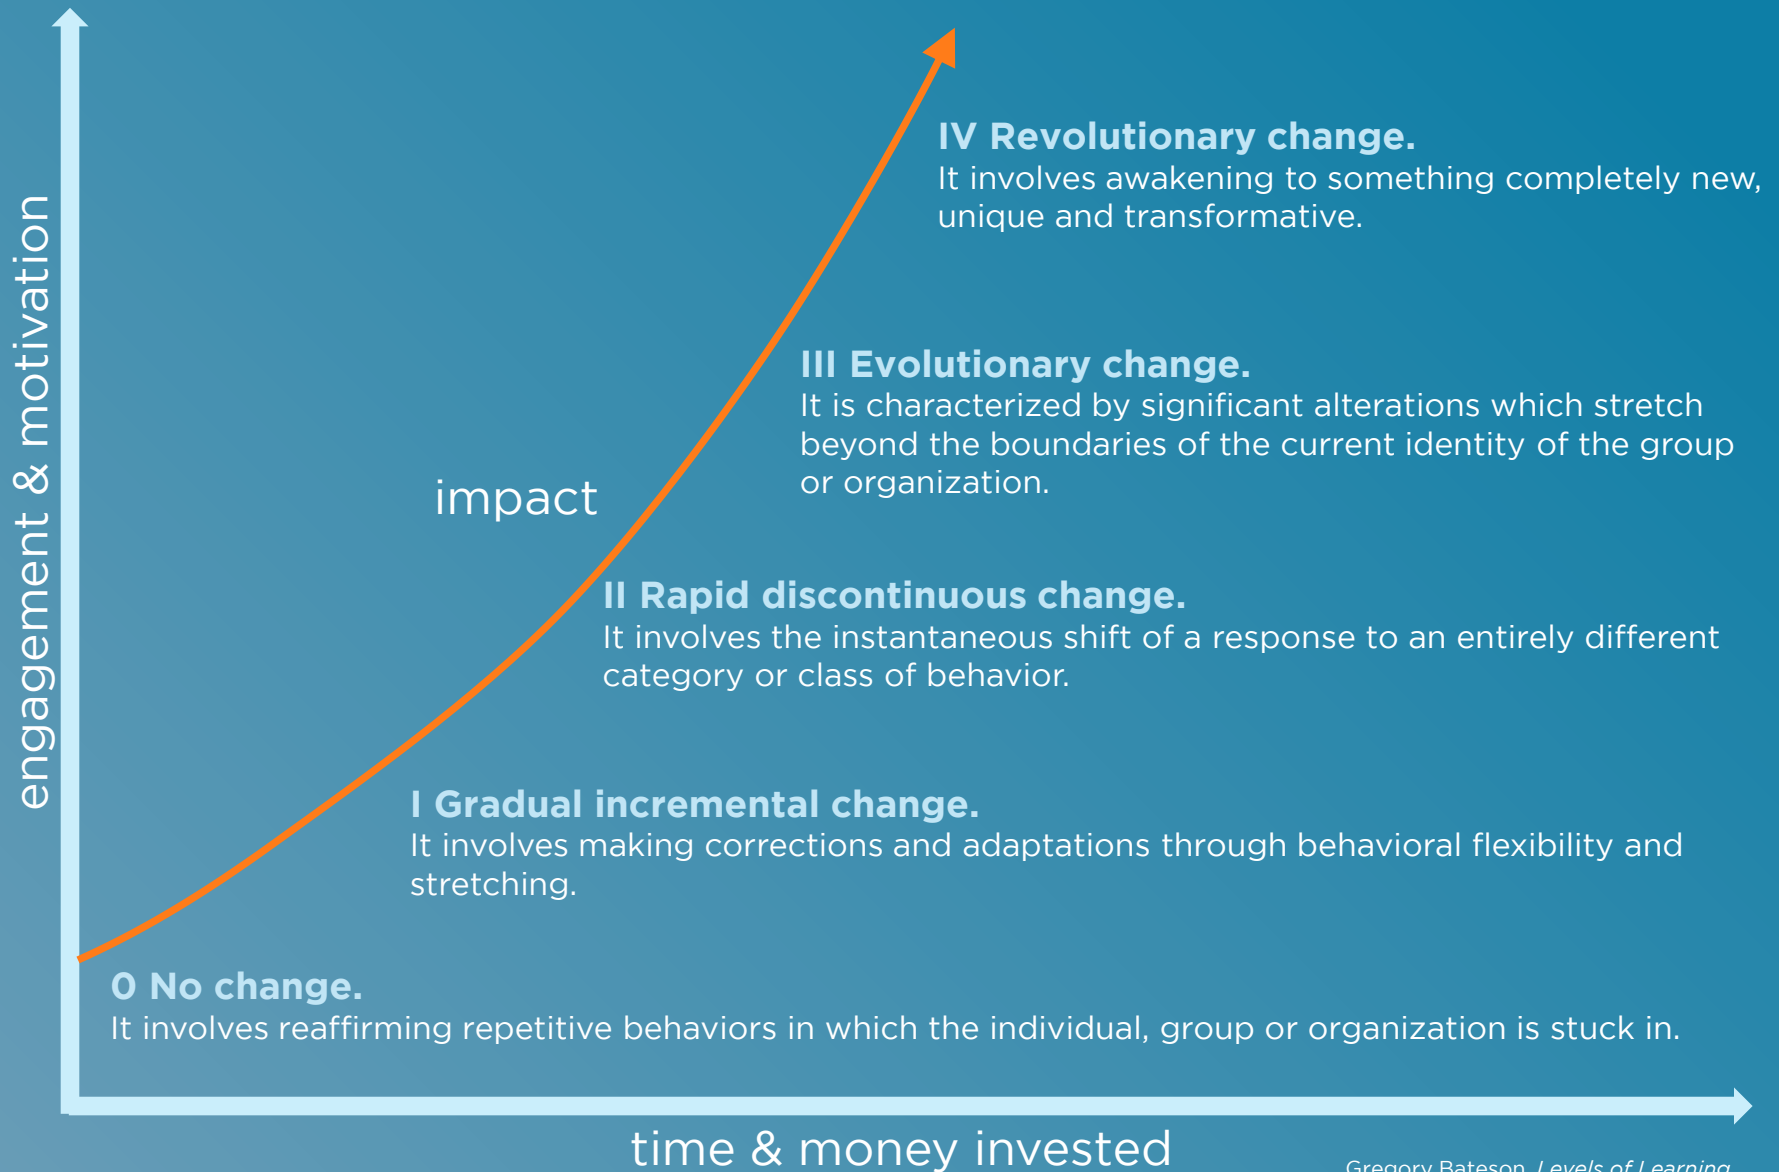 engagement & motivation
IV Revolutionary change.
It involves awakening to something completely new,
unique and transformative.
III Evolutionary change.
It is characterized by significant alterations which stretch
beyond the boundaries of the current identity of the group
or organization.
impact
II Rapid discontinuous change.
It involves the instantaneous shift of a response to an entirely different
category or class of behavior.
I Gradual incremental change.
It involves making corrections and adaptations through behavioral flexibility and
stretching.
0 No change.
It involves reaffirming repetitive behaviors in which the individual, group or organization is stuck in.
time & money invested
Gregory Bateson, Levels of Learning